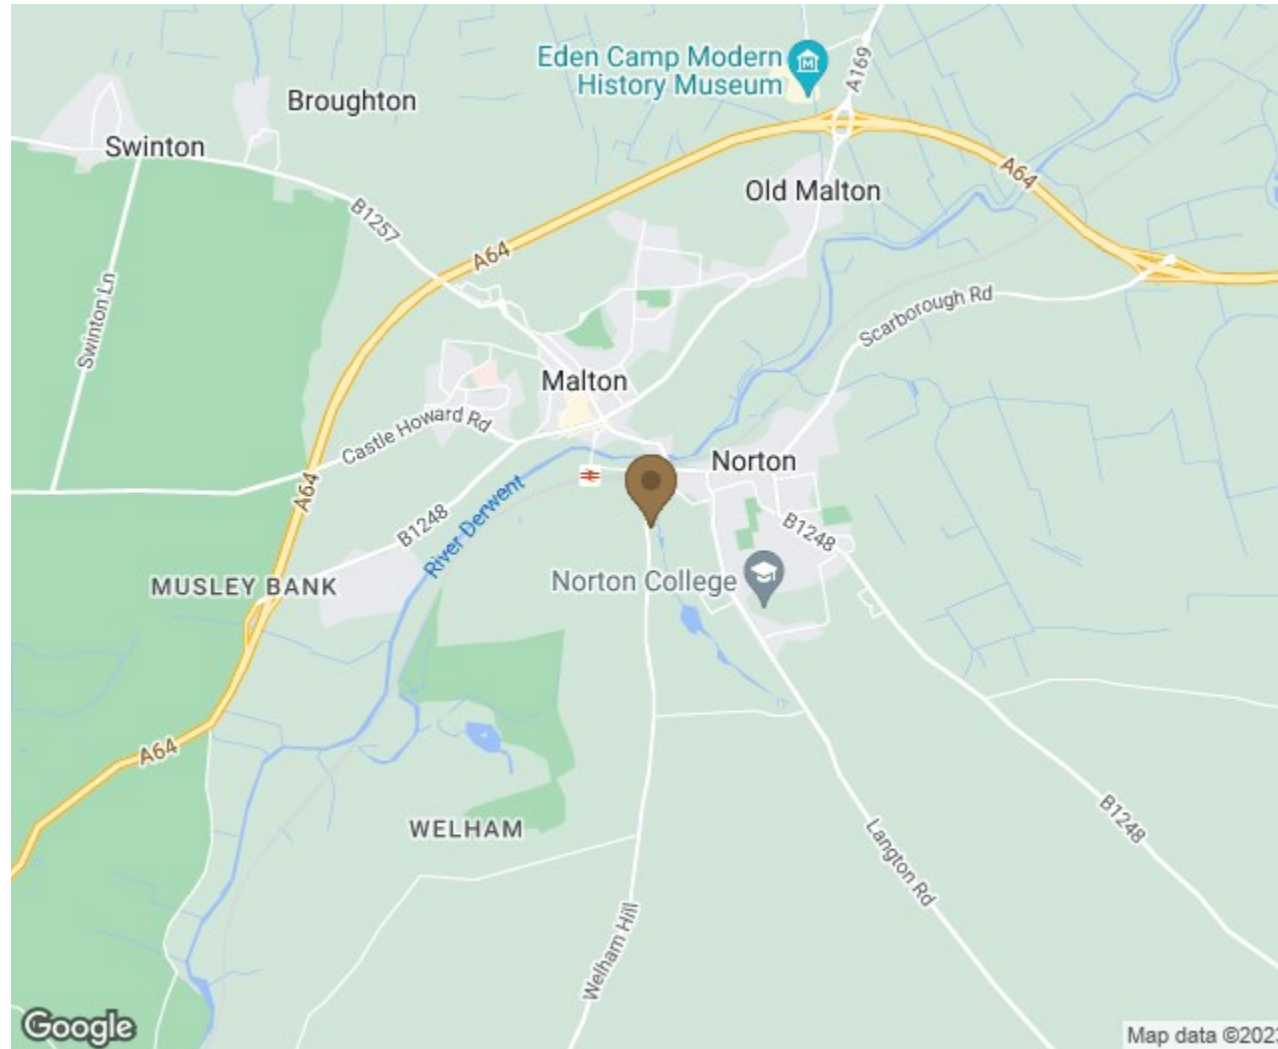 Eden Camp Modern
History Museum
A169
Broughton
Swinton
A64
Old Malton
B1257
A64
Swinton Ln
Scarborough Rd
Malton
Castle Howard Rd
Norton
A64
B1248
River Derwent
B1248
MUSLEY BANK
Norton College
A64
WELHAM
B1248
Langton Rd
Welham Hill
Google
Map data ©202